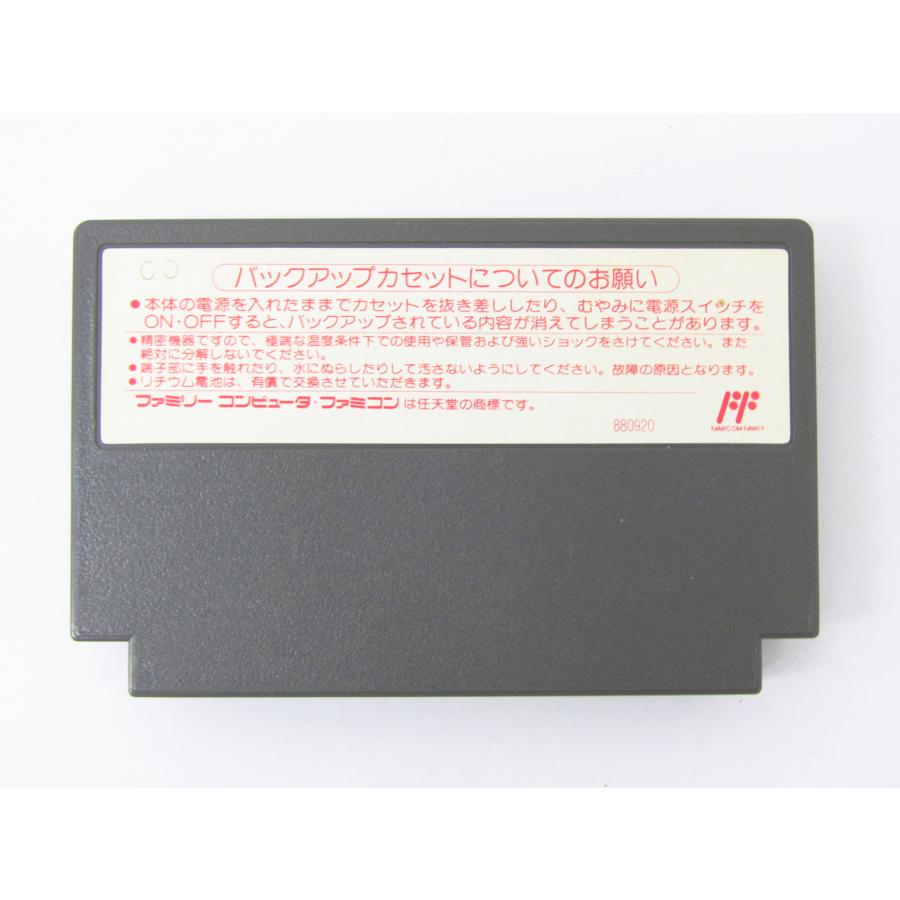 バックアップカセットについてのお願い
●本体の電源を入れたままでカセットを抜き差ししたり、むやみに電源スイッチを
ON・OFFすると、バックアップされている内容が消えてしまうことがあります。
●精密機器ですので、極端な温度条件下での使用や保管および強いショックをさけてください。また
絶対に分解しないでください。
●端子部に手を触れたり、水にぬらしたりして汚さないようにしてください。故障の原因となります。
●リチウム電池は、有償で交換させていただきます。
ファミリーコンピュータ・ファミコンは任天堂の商標です。
880920
FAMICOM FAMILY